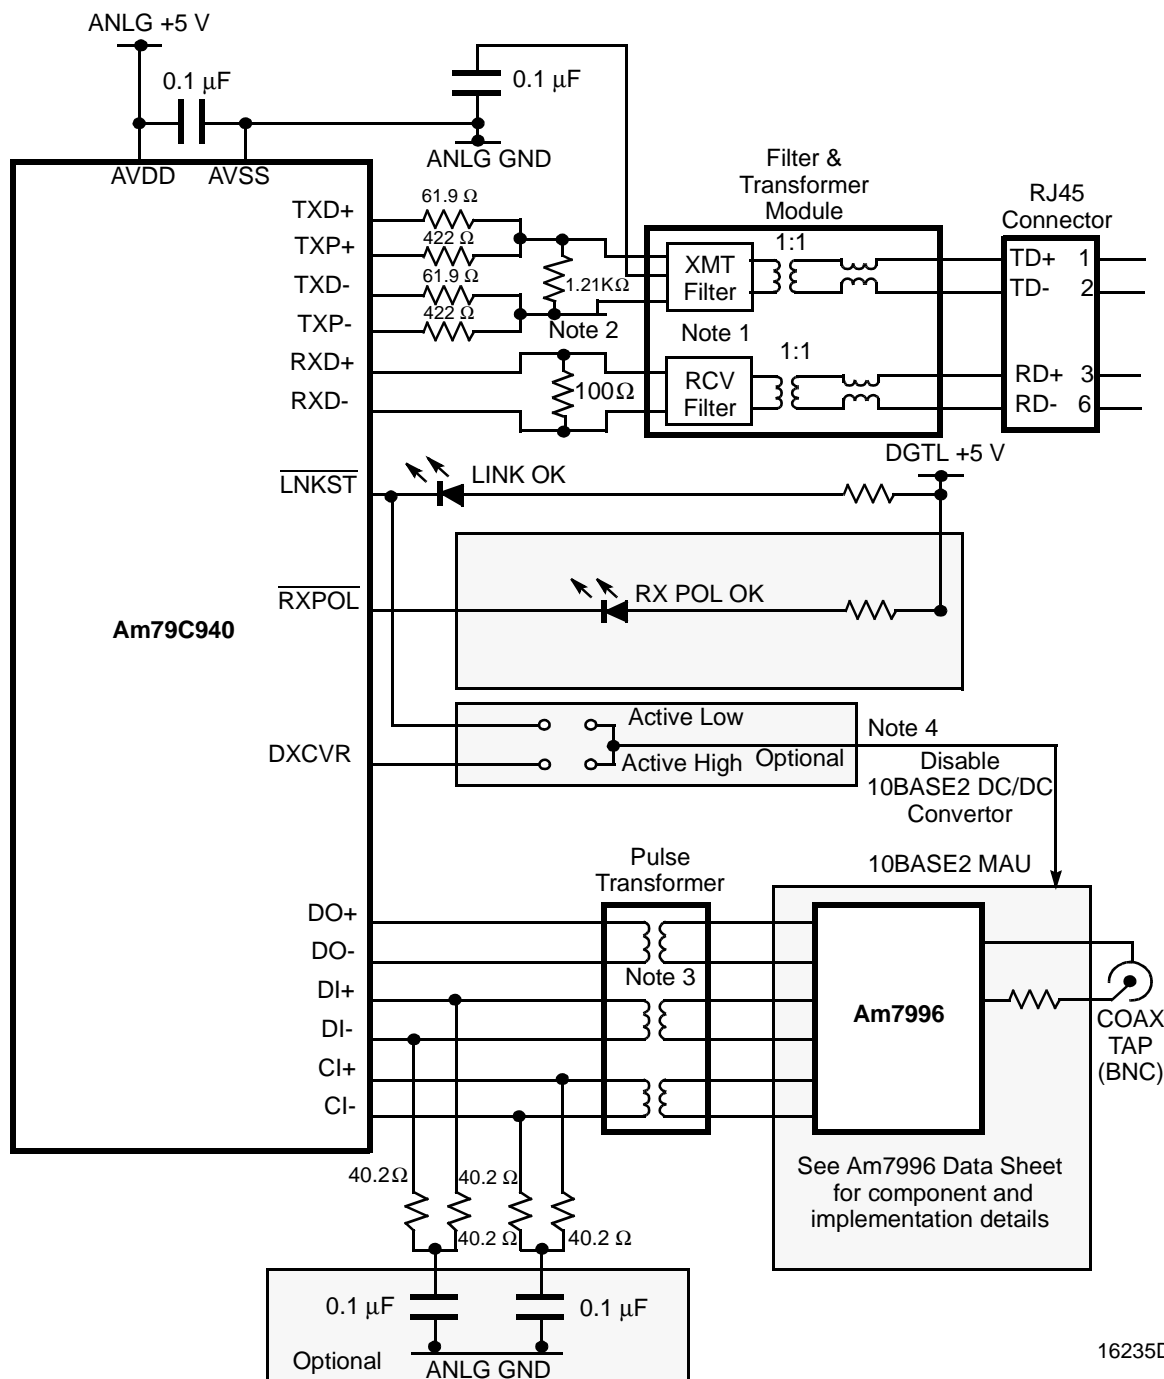 ANLG +5 V
0.1 µF
0.1 µF
ANLG GND
AVDD
AVSS
Filter &
Transformer
Module
RJ45
Connector
TXD+
61.9 Ω
TXP+
422 Ω
TXD-
61.9 Ω
TXP-
422 Ω
1.21KΩ
Note 2
XMT
Filter
1:1
TD+ 1
TD- 2
Note 1
RXD+
RXD-
100Ω
RCV
Filter
1:1
RD+ 3
RD- 6
DGTL +5 V
LNKST
LINK OK
RXPOL
RX POL OK
Am79C940
DXCVR
Active Low
Active High
Optional
Note 4
Disable
10BASE2 DC/DC
Convertor
Pulse
Transformer
10BASE2 MAU
DO+
DO-
DI+
DI-
CI+
CI-
Note 3
Am7996
COAX
TAP
(BNC)
See Am7996 Data Sheet
for component and
implementation details
40.2Ω
40.2 Ω
40.2 Ω
40.2 Ω
0.1 µF
0.1 µF
Optional
ANLG GND
16235D